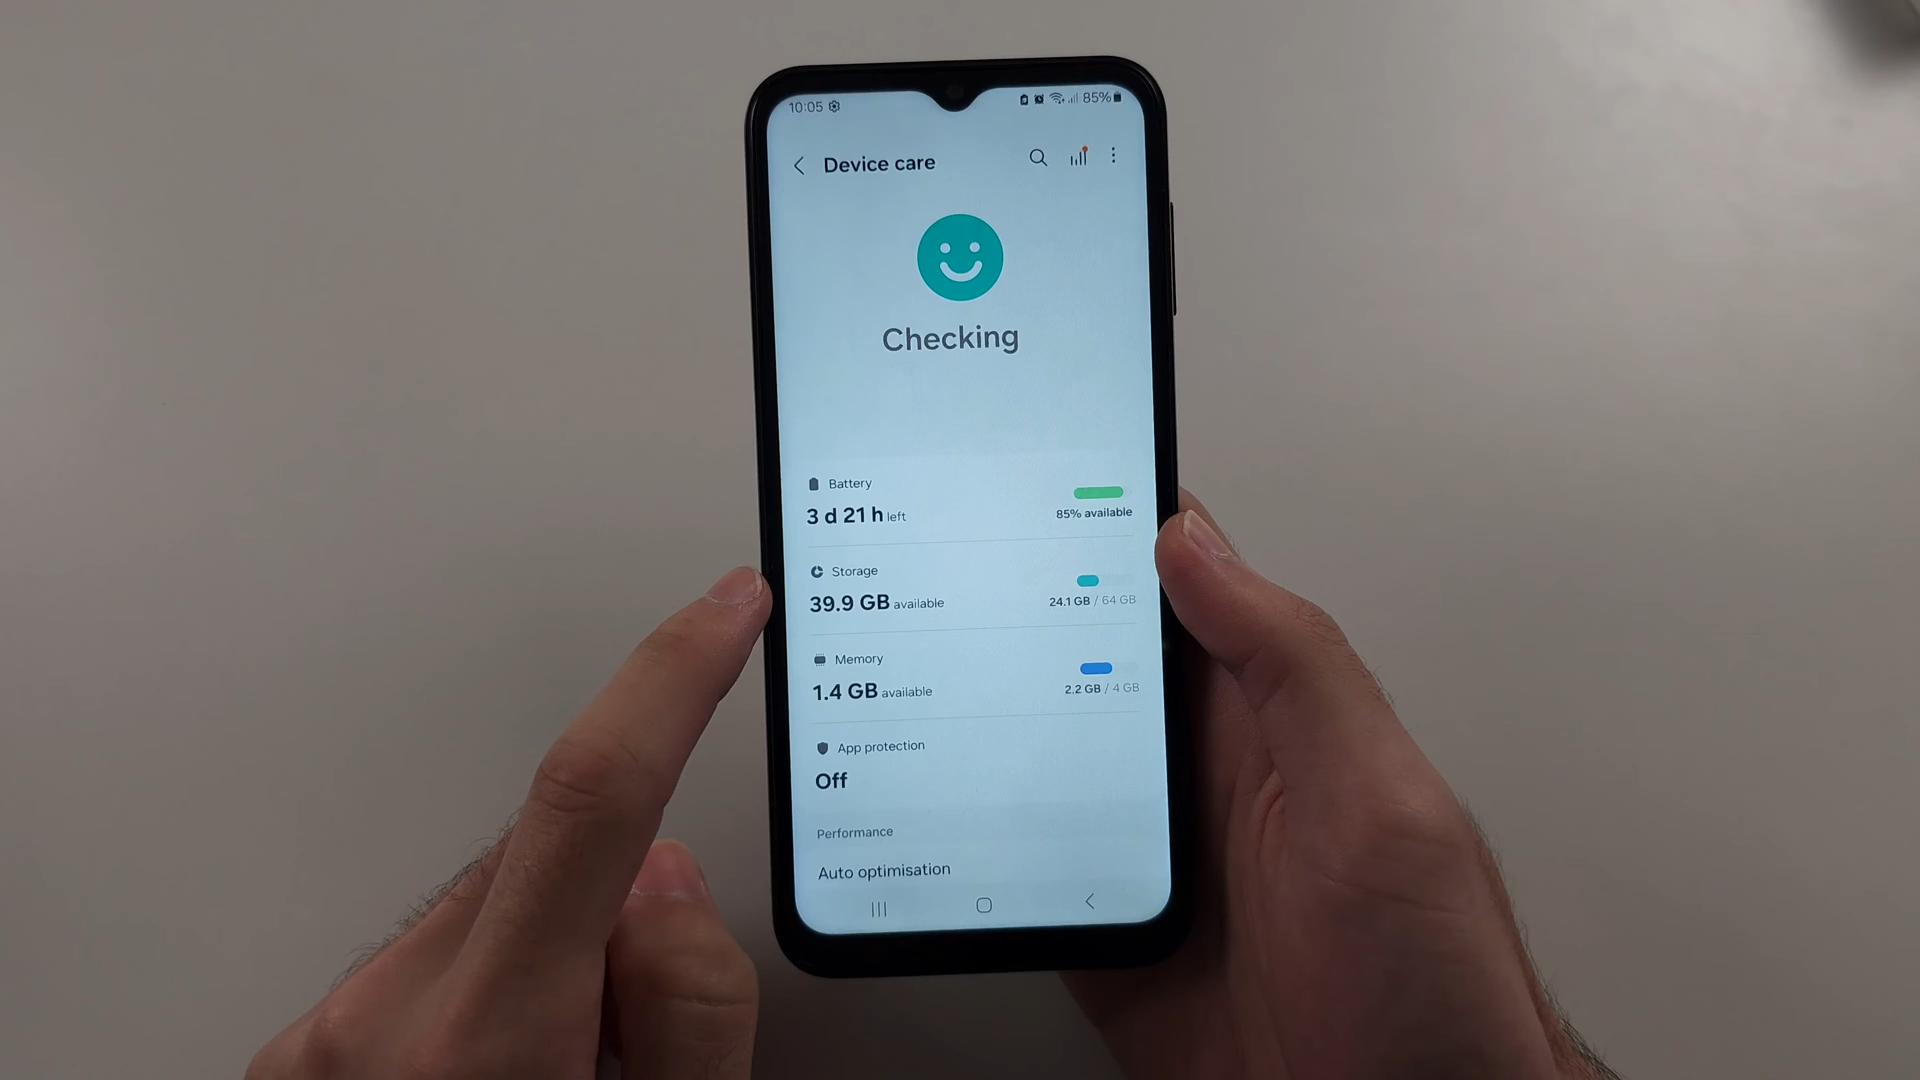 10:05 85%
Device care
Checking
Battery
3 d 21 h left
85% available
Storage
39.9 GB available
24.1 GB / 64 GB
Memory
1.4 GB available
2.2 GB / 4 GB
App protection
Off
Performance
Auto optimisation